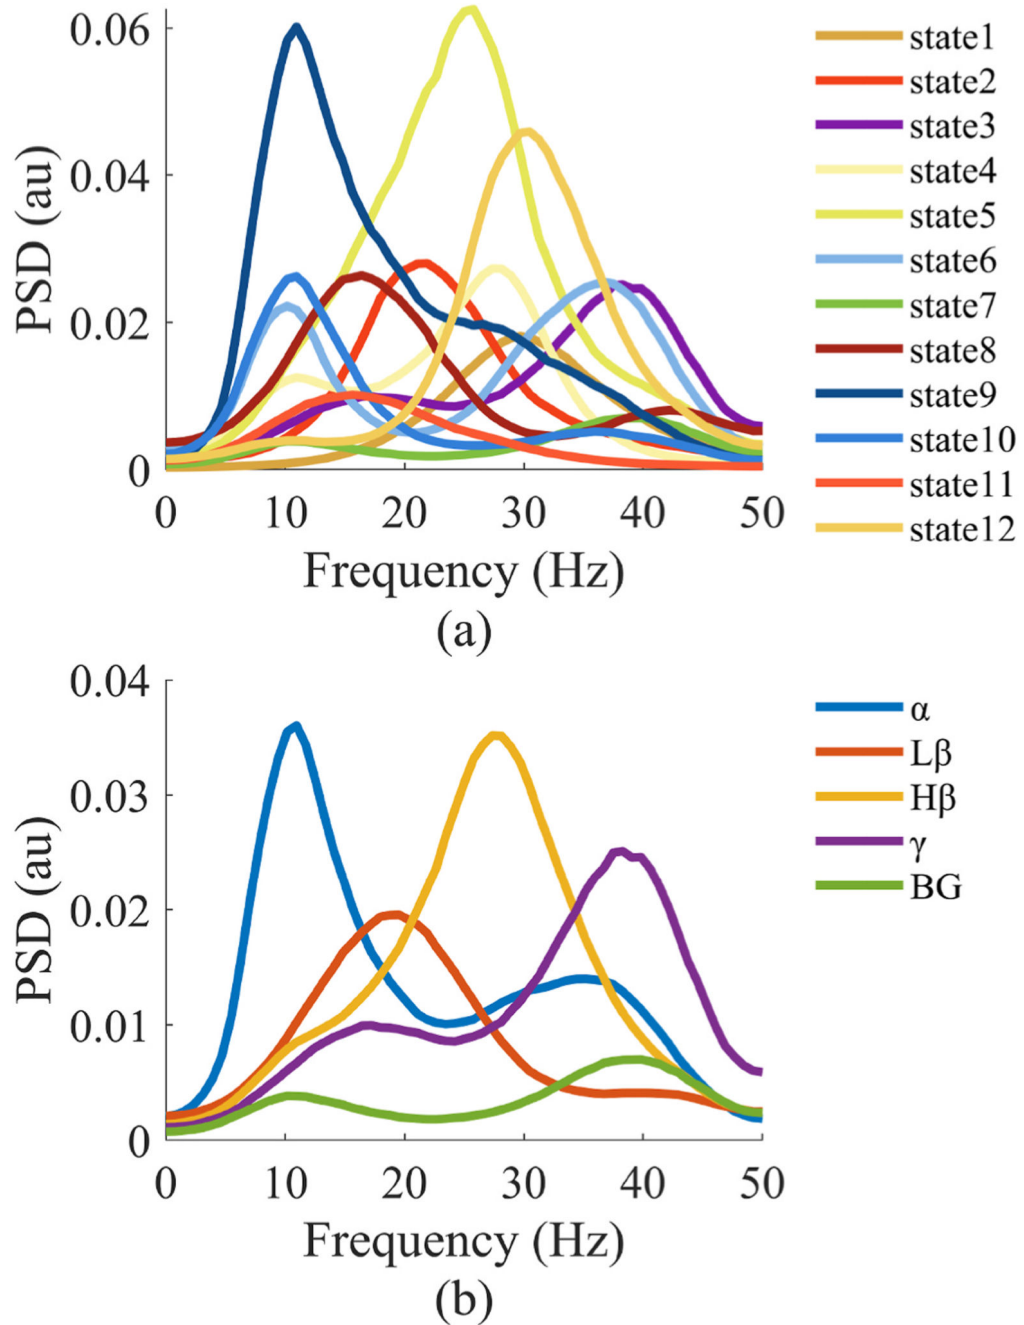 PSD (au)
0.06
0.04
0.02
0
0 10 20 30 40 50
Frequency (Hz)
state1
state2
state3
state4
state5
state6
state7
state8
state9
state10
state11
state12
(a)
PSD (au)
0.04
0.03
0.02
0.01
0
0 10 20 30 40 50
Frequency (Hz)
α
Lβ
Hβ
γ
BG
(b)